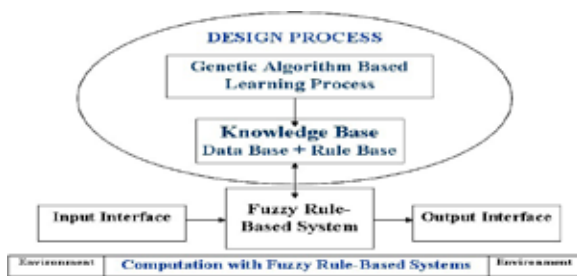 DESIGN PROCESS
Genetic Algorithm Based
Learning Process
Knowledge Base
Data Base + Rule Base
Input Interface
Fuzzy Rule-
Based System
Output Interface
Environment
Computation with Fuzzy Rule-Based Systems
Environment